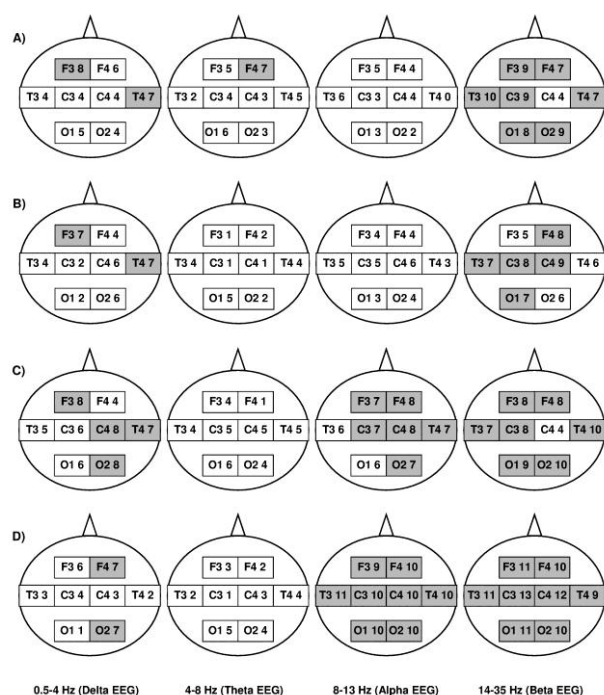 A)
F3 8 F4 6 F3 5 F4 7 F3 5 F4 4 F3 9 F4 7
T3 4 C3 4 C4 4 T4 7 T3 2 C3 4 C4 3 T4 5 T3 6 C3 3 C4 4 T4 0 T3 10 C3 9 C4 4 T4 7
O1 5 O2 4 O1 6 O2 3 O1 3 O2 2 O1 8 O2 9
B)
F3 7 F4 4 F3 1 F4 2 F3 4 F4 4 F3 5 F4 8
T3 4 C3 2 C4 6 T4 7 T3 4 C3 1 C4 1 T4 4 T3 5 C3 5 C4 6 T4 3 T3 7 C3 8 C4 9 T4 6
O1 2 O2 6 O1 5 O2 2 O1 3 O2 4 O1 7 O2 6
C)
F3 8 F4 4 F3 4 F4 1 F3 7 F4 8 F3 8 F4 8
T3 5 C3 6 C4 8 T4 7 T3 4 C3 5 C4 5 T4 5 T3 6 C3 7 C4 8 T4 7 T3 7 C3 8 C4 4 T4 10
O1 6 O2 8 O1 6 O2 4 O1 6 O2 7 O1 9 O2 10
D)
F3 6 F4 7 F3 3 F4 2 F3 9 F4 10 F3 11 F4 10
T3 3 C3 4 C4 3 T4 2 T3 2 C3 1 C4 3 T4 4 T3 11 C3 10 C4 10 T4 10 T3 11 C3 13 C4 12 T4 9
O1 1 O2 7 O1 5 O2 4 O1 10 O2 10 O1 11 O2 10
0.5-4 Hz (Delta EEG) 4-8 Hz (Theta EEG) 8-13 Hz (Alpha EEG) 14-35 Hz (Beta EEG)